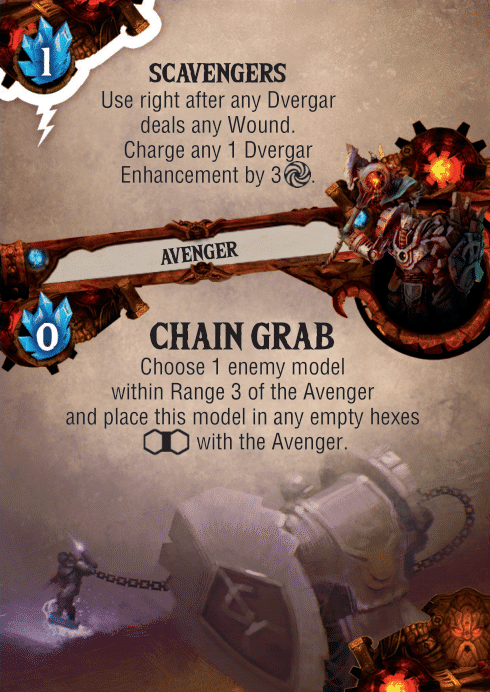 1
SCAVENGERS
Use right after any Dvergar
deals any Wound.
Charge any 1 Dvergar
Enhancement by 3 .
AVENGER
0
CHAIN GRAB
Choose 1 enemy model
within Range 3 of the Avenger
and place this model in any empty hexes
with the Avenger.